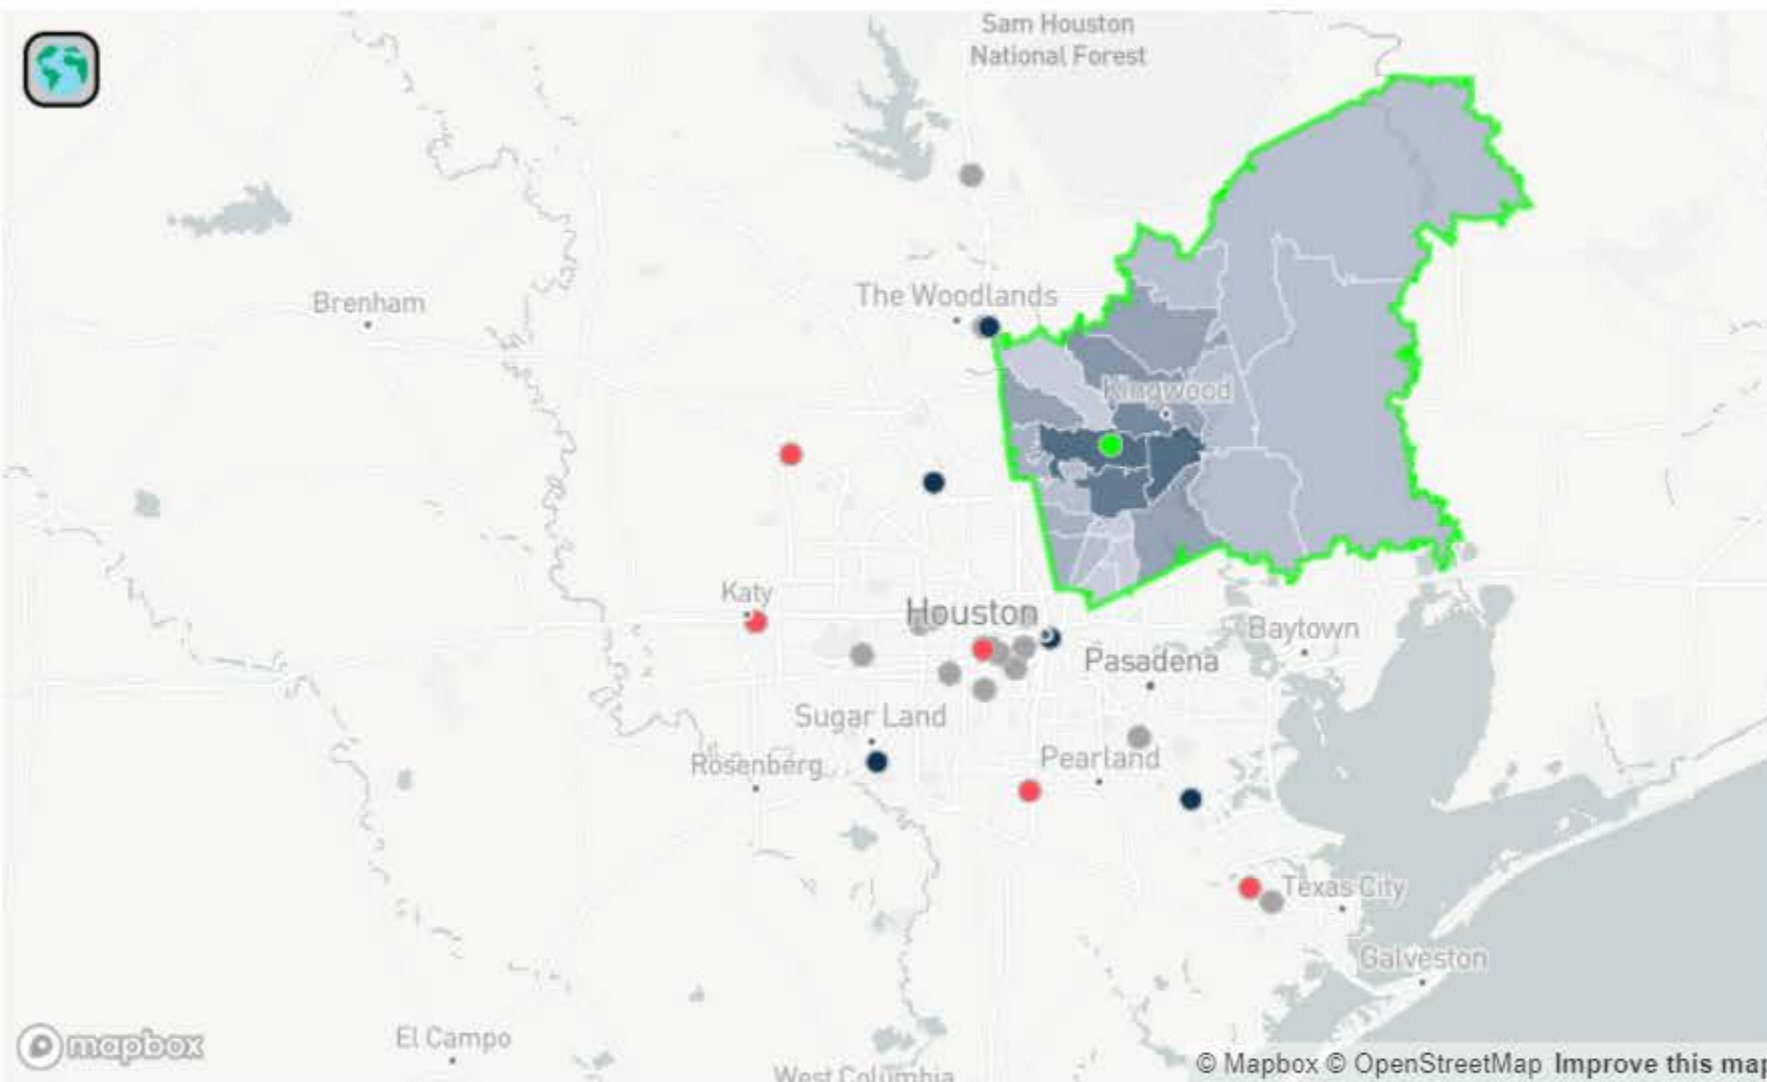 Sam Houston
National Forest
The Woodlands
Brenham
Kingwood
Katy
Houston
Baytown
Pasadena
Sugar Land
Rosenberg
Pearland
Texas City
Galveston
mapbox
El Campo
West Columbia
© Mapbox © OpenStreetMap Improve this map